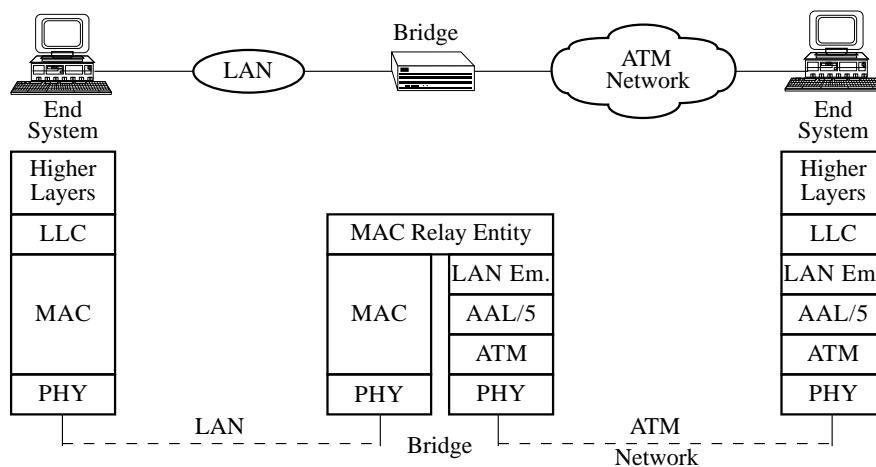 Bridge
LAN
ATM
Network
End
System
End
System
Higher
Layers
LLC
MAC
PHY
MAC Relay Entity
MAC
PHY
LAN Em.
AAL/5
ATM
PHY
Higher
Layers
LLC
LAN Em
AAL/5
ATM
PHY
LAN
Bridge
ATM
Network